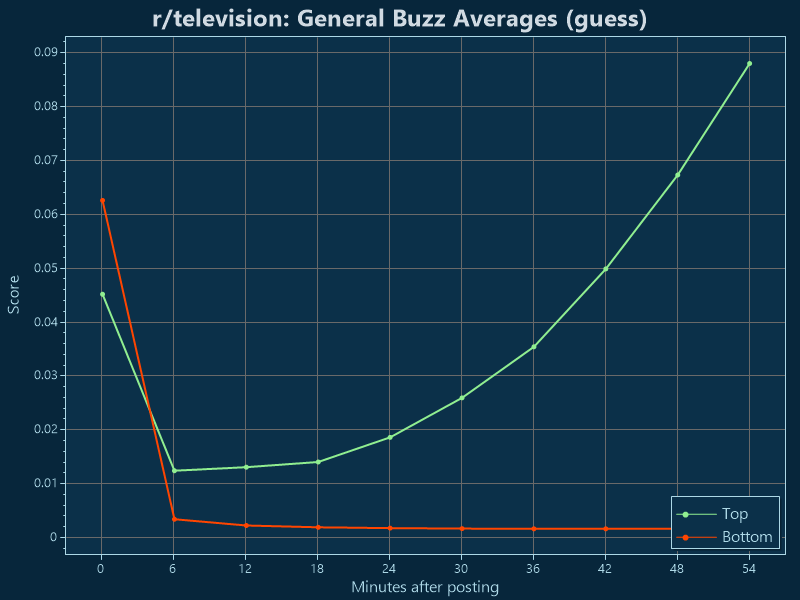 r/television: General Buzz Averages (guess)
0.09
0.08
0.07
0.06
0.05
0.04
0.03
0.02
0.01
0
Score
Top
Bottom
0 6 12 18 24 30 36 42 48 54
Minutes after posting